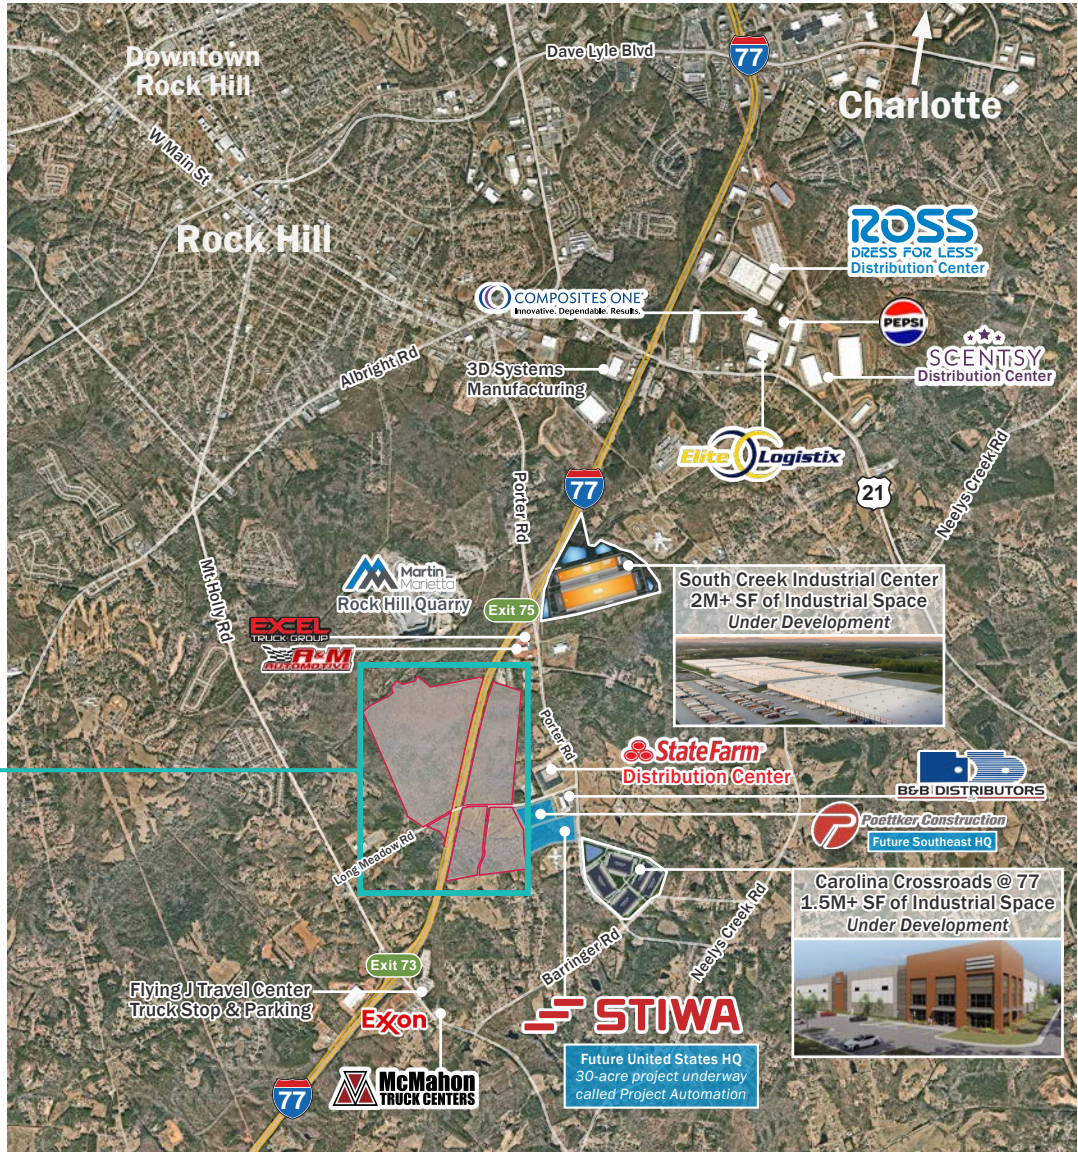 Downtown
Rock Hill
Dave Lyle Blvd
77
Charlotte
W Main St
Rock Hill
ROSS
DRESS FOR LESS®
Distribution Center
COMPOSITES ONE®
Innovative. Dependable. Results.
PEPSI
SCENTSY
Distribution Center
Albright Rd
3D Systems
Manufacturing
Elite Logistix
77
21
Neelys Creek Rd
Porter Rd
Mt Holly Rd
Martin
Marietta
Rock Hill Quarry
Exit 75
South Creek Industrial Center
2M+ SF of Industrial Space
Under Development
EXCEL
TRUCK GROUP
A&M
AUTOMOTIVE
Porter Rd
StateFarm®
Distribution Center
B&B DISTRIBUTORS
Poettker Construction
Future Southeast HQ
Long Meadow Rd
Carolina Crossroads @ 77
1.5M+ SF of Industrial Space
Under Development
Neelys Creek Rd
Barringer Rd
Exit 73
Flying J Travel Center
Truck Stop & Parking
Exxon
STIWA
Future United States HQ
30-acre project underway
called Project Automation
McMahon
TRUCK CENTERS
77